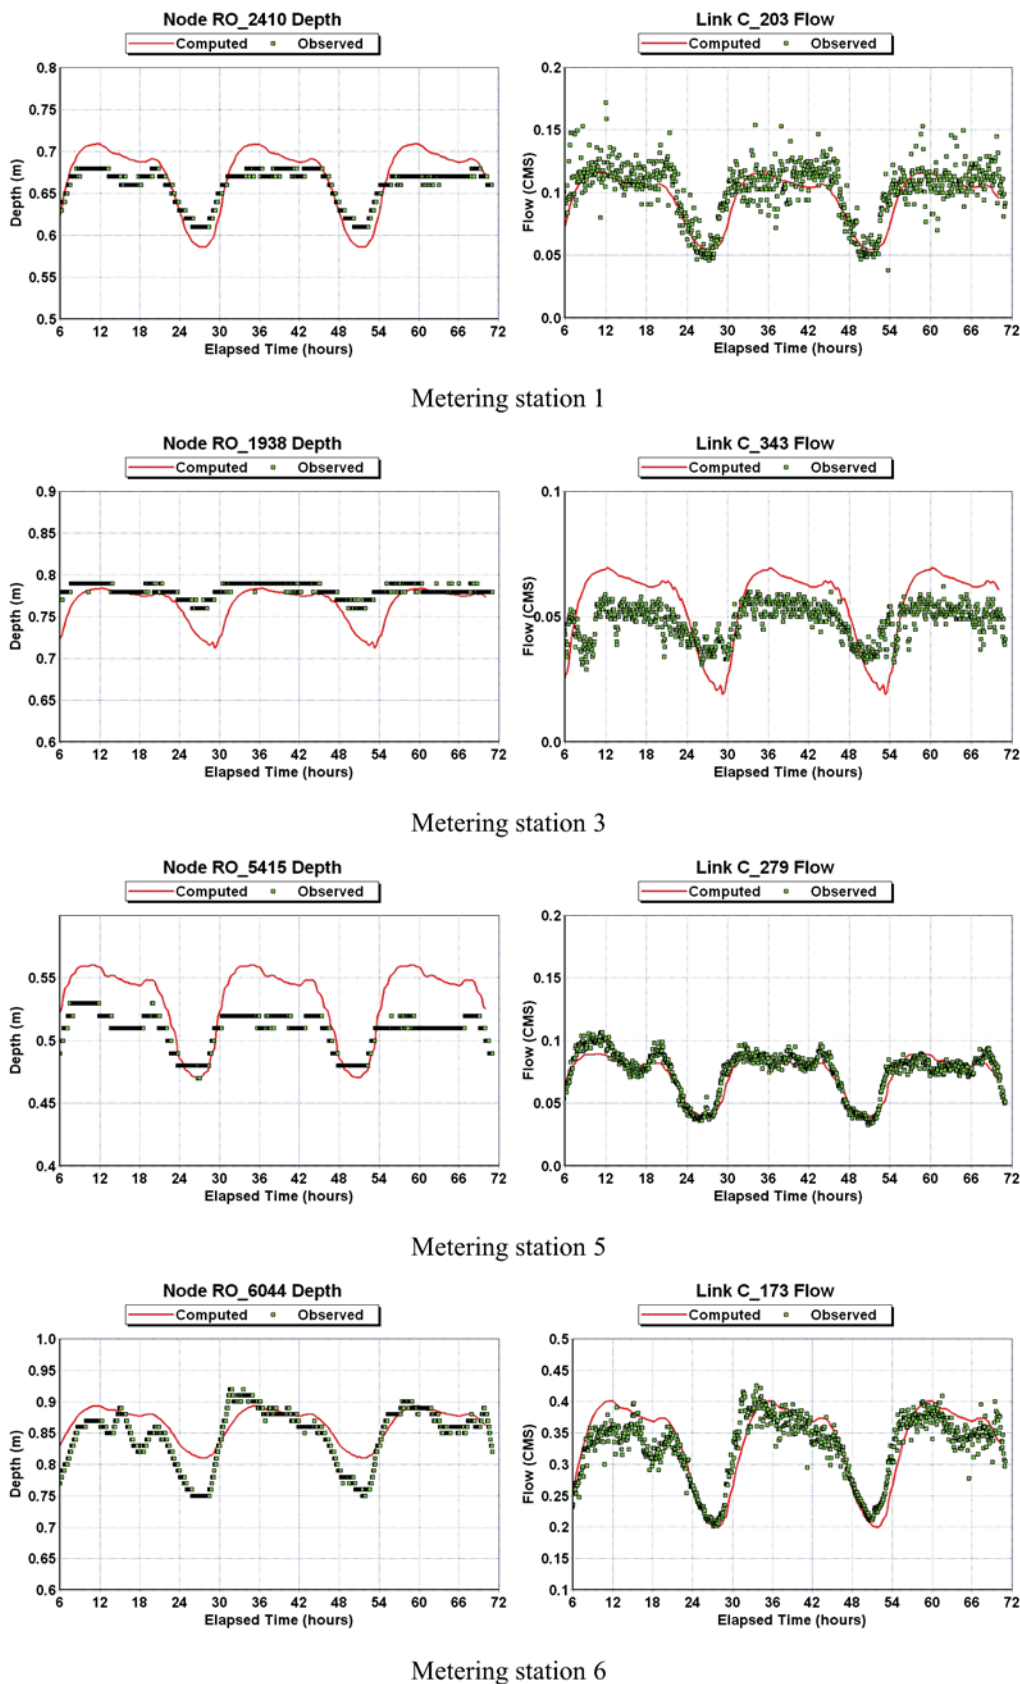 Node RO_2410 Depth
Computed Observed
Depth (m)
0.8
0.75
0.7
0.65
0.6
0.55
0.5
6 12 18 24 30 36 42 48 54 60 66 72
Elapsed Time (hours)
Link C_203 Flow
Computed Observed
Flow (CMS)
0.2
0.15
0.1
0.05
0.0
6 12 18 24 30 36 42 48 54 60 66 72
Elapsed Time (hours)
Metering station 1
Node RO_1938 Depth
Computed Observed
Depth (m)
0.9
0.85
0.8
0.75
0.7
0.65
0.6
6 12 18 24 30 36 42 48 54 60 66 72
Elapsed Time (hours)
Link C_343 Flow
Computed Observed
Flow (CMS)
0.1
0.05
0.0
6 12 18 24 30 36 42 48 54 60 66 72
Elapsed Time (hours)
Metering station 3
Node RO_5415 Depth
Computed Observed
Depth (m)
0.55
0.5
0.45
0.4
6 12 18 24 30 36 42 48 54 60 66 72
Elapsed Time (hours)
Link C_279 Flow
Computed Observed
Flow (CMS)
0.2
0.15
0.1
0.05
0.0
6 12 18 24 30 36 42 48 54 60 66 72
Elapsed Time (hours)
Metering station 5
Node RO_6044 Depth
Computed Observed
Depth (m)
1.0
0.95
0.9
0.85
0.8
0.75
0.7
0.65
0.6
6 12 18 24 30 36 42 48 54 60 66 72
Elapsed Time (hours)
Link C_173 Flow
Computed Observed
Flow (CMS)
0.5
0.45
0.4
0.35
0.3
0.25
0.2
0.15
0.1
6 12 18 24 30 36 42 48 54 60 66 72
Elapsed Time (hours)
Metering station 6